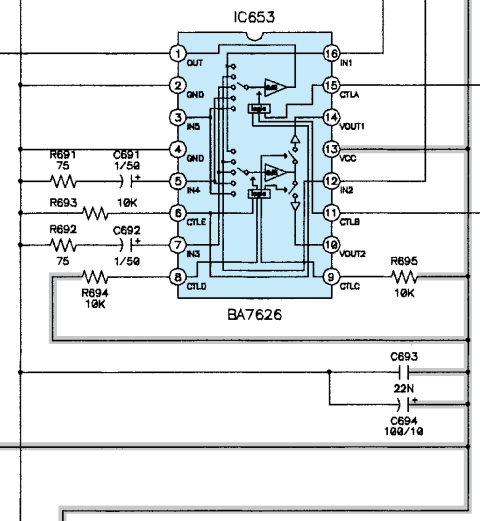 IC653
1 OUT 16 IN1
2 GND 15 CTLA
3 IN5 14 VOUT1
4 GND 13 VCC
R691 75 C691 1/50
5 IN4 12 IN2
R693 10K
6 CTLE 11 CTLB
R692 75 C692 1/50
7 IN3 10 VOUT2
8 CTLD 9 CTLC
R694 10K
R695 10K
BA7626
C693
22N
C694
100/10